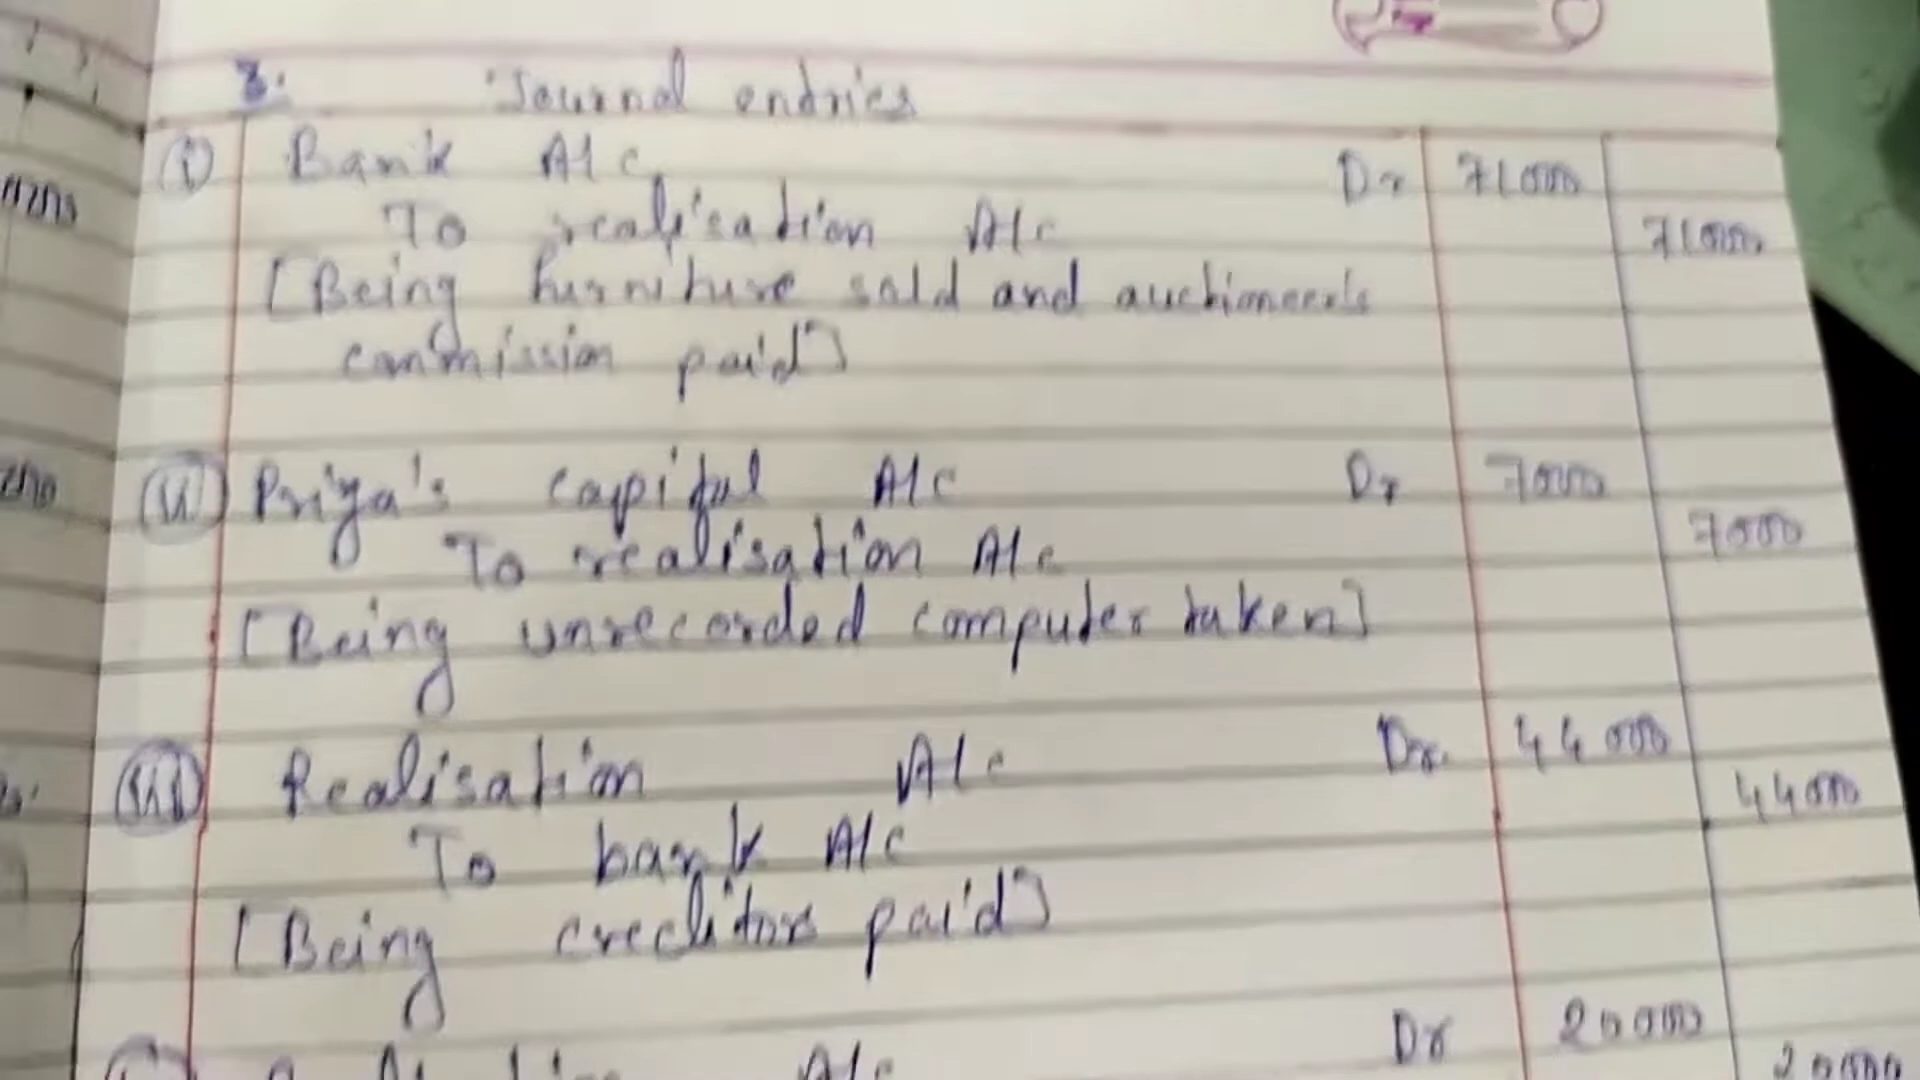 3. Journal entries
(i) Bank A/c Dr 71000
To realisation A/c 71000
[Being furniture sold and auctioneer's
commission paid]
(ii) Priya's capital A/c Dr 7000
To realisation A/c 7000
[Being unrecorded computer taken]
(iii) Realisation A/c Dr. 44000
To bank A/c 44000
[Being creditors paid]
A/c Dr 20000
20000